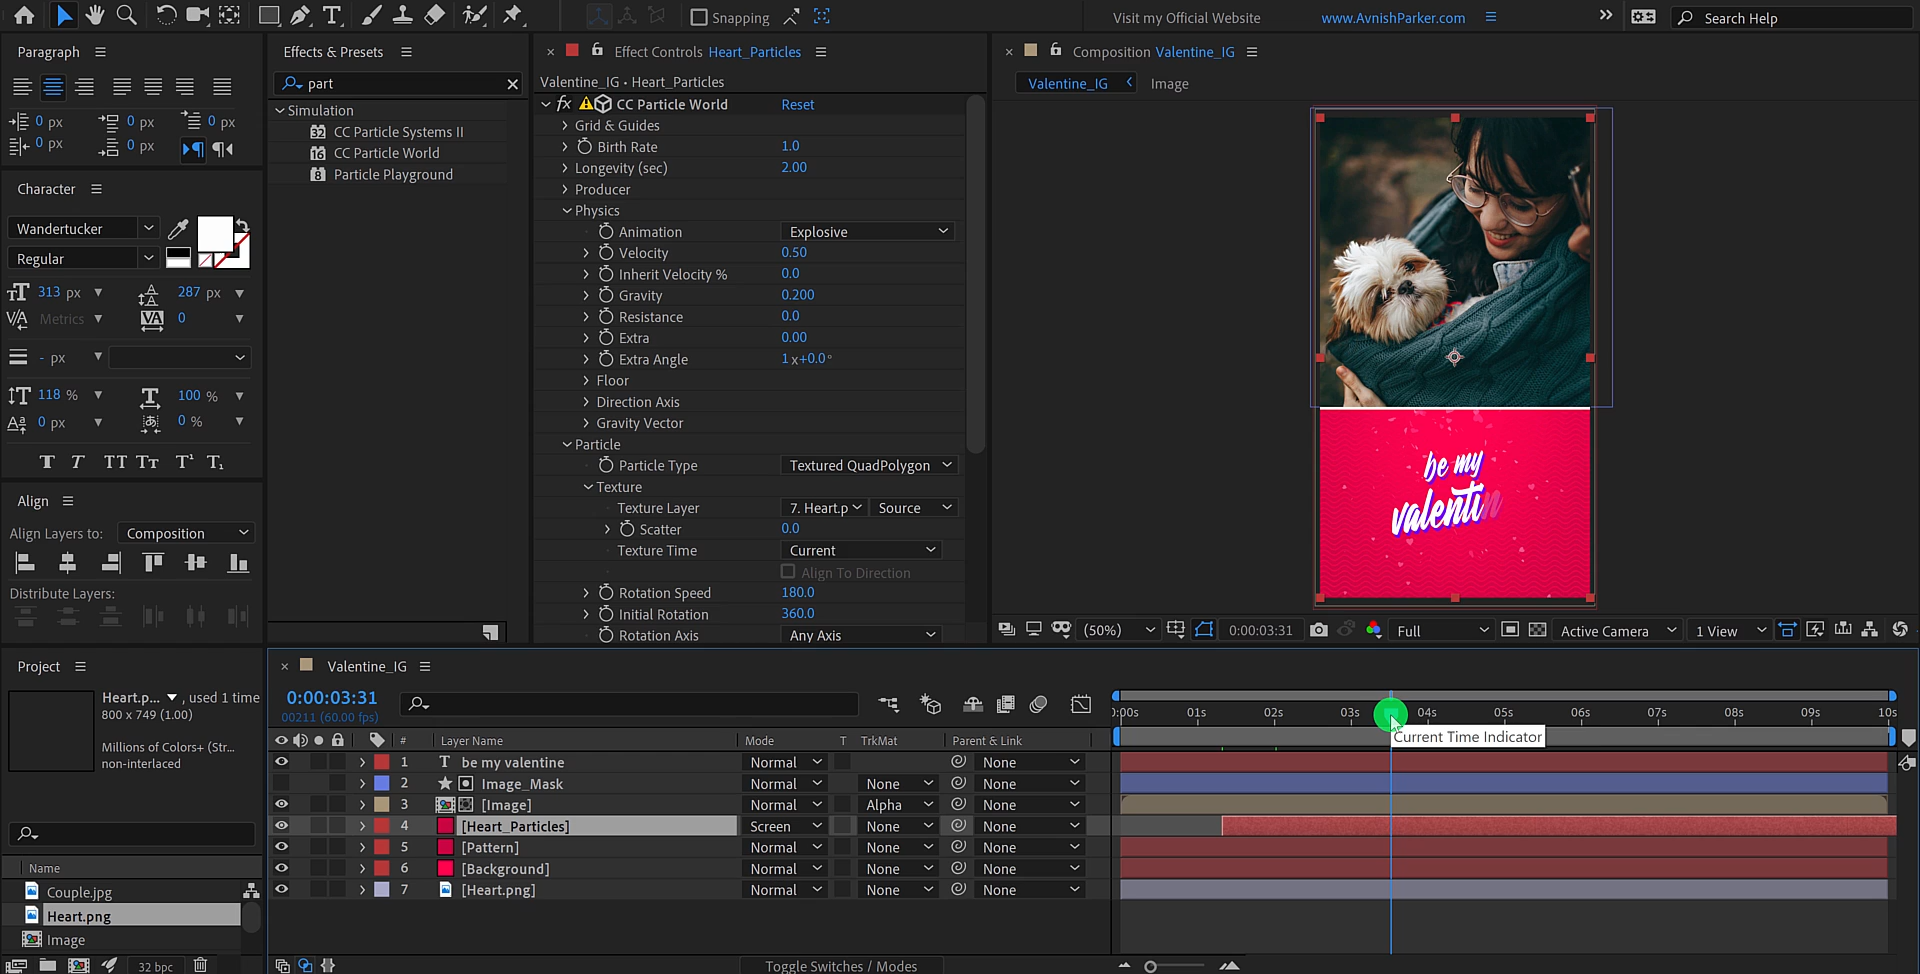 Snapping
Visit my Official Website
www.AvnishParker.com
Search Help
Paragraph
0 px
0 px
0 px
0 px
0 px
Character
Wandertucker
Regular
313 px
287 px
Metrics
0
- px
118 %
100 %
0 px
0 %
T T TT Tт T¹ T₁
Align
Align Layers to: Composition
Distribute Layers:
Effects & Presets
part
Simulation
32 CC Particle Systems II
16 CC Particle World
8 Particle Playground
Effect Controls Heart_Particles
Valentine_IG • Heart_Particles
fx CC Particle World Reset
Grid & Guides
Birth Rate 1.0
Longevity (sec) 2.00
Producer
Physics
Animation Explosive
Velocity 0.50
Inherit Velocity % 0.0
Gravity 0.200
Resistance 0.0
Extra 0.00
Extra Angle 1x+0.0°
Floor
Direction Axis
Gravity Vector
Particle
Particle Type Textured QuadPolygon
Texture
Texture Layer 7. Heart.p Source
Scatter 0.0
Texture Time Current
Align To Direction
Rotation Speed 180.0
Initial Rotation 360.0
Rotation Axis Any Axis
Composition Valentine_IG
Valentine_IG Image
be my
valentin
(50%) 0:00:03:31 Full Active Camera 1 View
Project
Heart.p... , used 1 time
800 x 749 (1.00)
Millions of Colors+ (Str...
non-interlaced
Name
Couple.jpg
Heart.png
Image
32 bpc
Valentine_IG
0:00:03:31
00211 (60.00 fps)
0:00s 01s 02s 03s 04s 05s 06s 07s 08s 09s 10s
Current Time Indicator
# Layer Name Mode T TrkMat Parent & Link
1 T be my valentine Normal None
2 Image_Mask Normal None None
3 [Image] Normal Alpha None
4 [Heart_Particles] Screen None None
5 [Pattern] Normal None None
6 [Background] Normal None None
7 [Heart.png] Normal None None
Toggle Switches / Modes